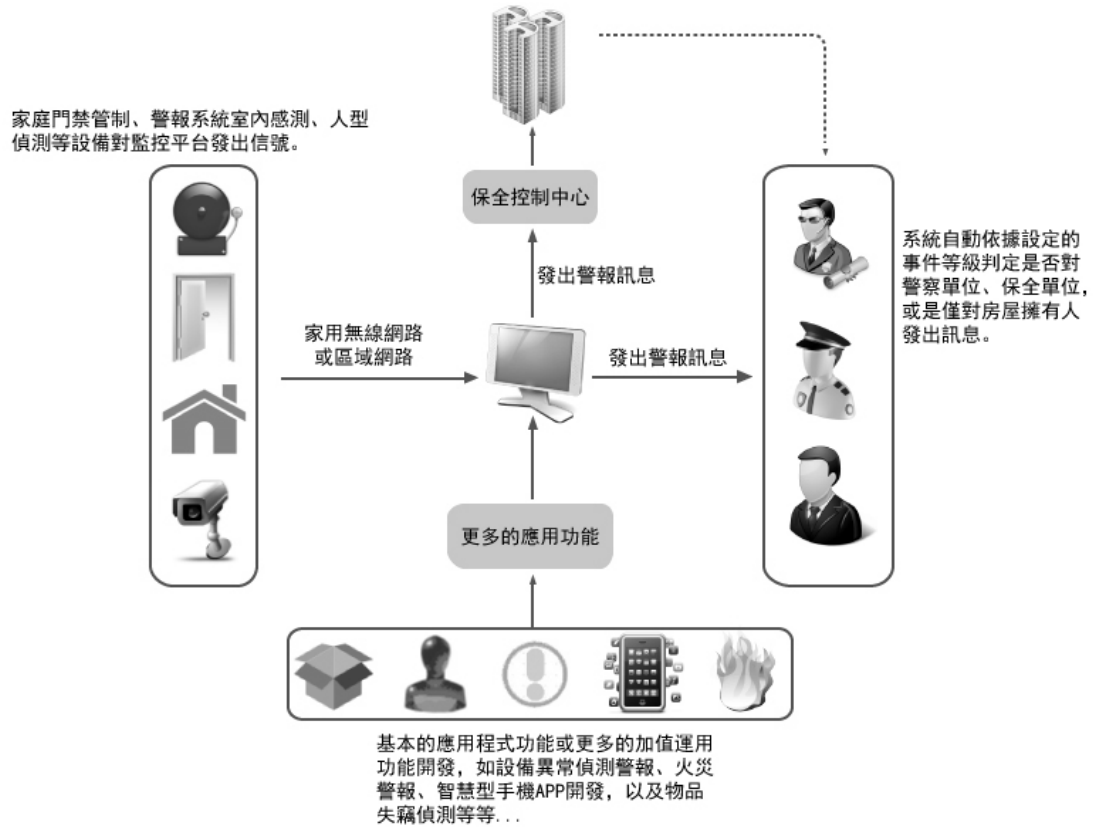 家庭門禁管制、警報系統室內感測、人型
偵測等設備對監控平台發出信號。
保全控制中心
發出警報訊息
系統自動依據設定的
事件等級判定是否對
警察單位、保全單位,
或是僅對房屋擁有人
發出訊息。
家用無線網路
或區域網路
發出警報訊息
更多的應用功能
基本的應用程式功能或更多的加值運用
功能開發, 如設備異常偵測警報、火災
警報、智慧型手機APP開發, 以及物品
失竊偵測等等...